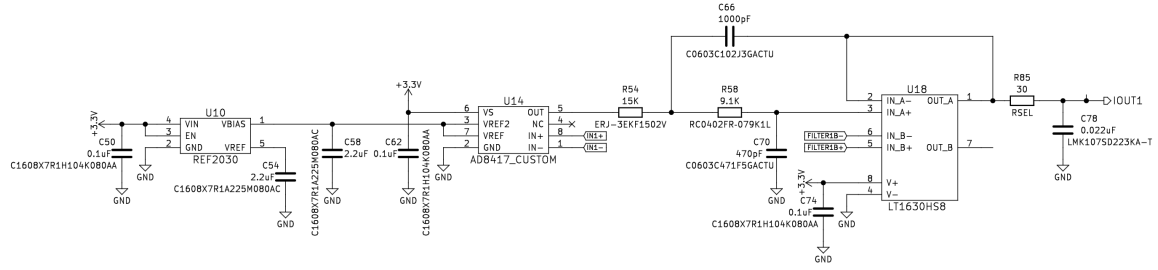 +3.3V
C50
0.1uF
C1608X7R1H104K080AA
GND
GND
U10
4 VIN VBIAS 1
3 EN
2 GND VREF 5
REF2030
C54
2.2uF
C1608X7R1A225M080AC
GND
C58
2.2uF
C1608X7R1A225M080AC
GND
+3.3V
C62
0.1uF
C1608X7R1H104K080AA
GND
U14
6 VS OUT 5
3 VREF2 NC 4
7 VREF IN+ 8 IN1+
2 GND IN- 1 IN1-
AD8417_CUSTOM
GND
R54
15K
ERJ-3EKF1502V
C66
1000pF
C0603C102J3GACTU
R58
9.1K
RC0402FR-079K1L
C70
470pF
C0603C471F5GACTU
GND
U18
2 IN_A- OUT_A 1
3 IN_A+
FILTER1B- 6 IN_B-
FILTER1B+ 5 IN_B+ OUT_B 7
8 V+
4 V-
LT1630HS8
+3.3V
C74
0.1uF
C1608X7R1H104K080AA
GND
GND
R85
30
RSEL
IOUT1
C78
0.022uF
LMK107SD223KA-T
GND